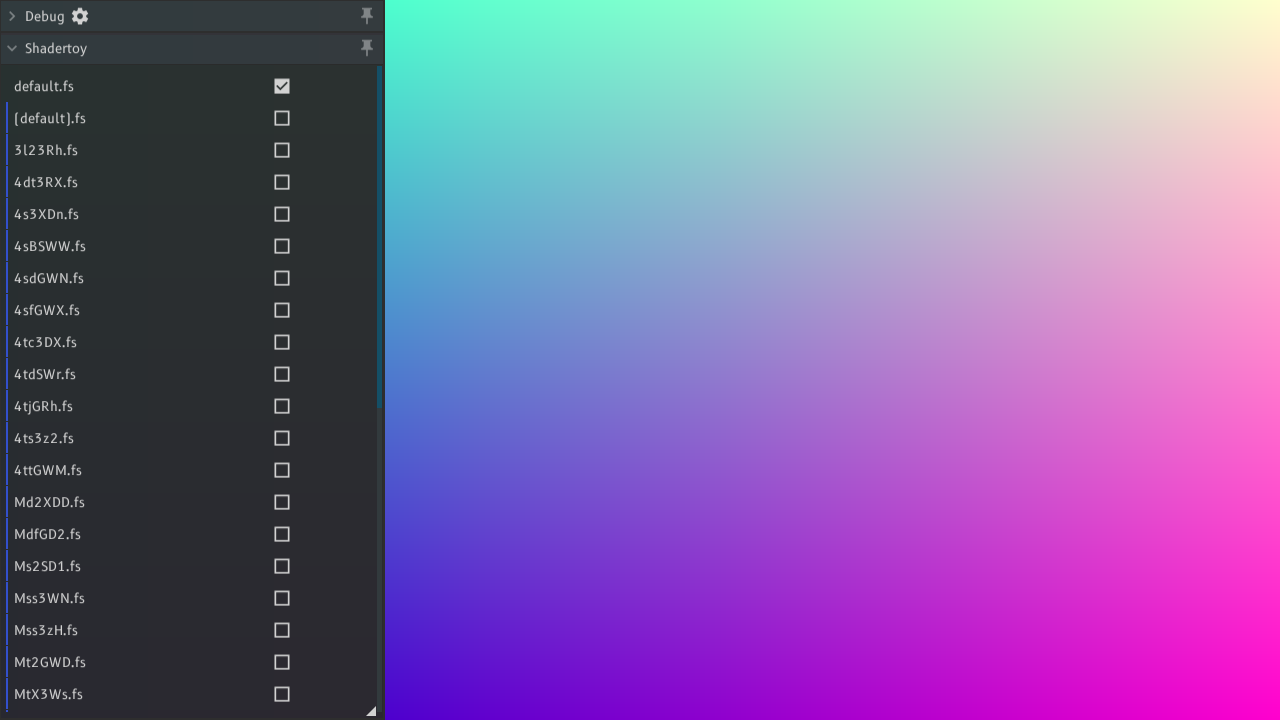 Debug
Shadertoy
default.fs
[default].fs
3l23Rh.fs
4dt3RX.fs
4s3XDn.fs
4sBSWW.fs
4sdGWN.fs
4sfGWX.fs
4tc3DX.fs
4tdSWr.fs
4tjGRh.fs
4ts3z2.fs
4ttGWM.fs
Md2XDD.fs
MdfGD2.fs
Ms2SD1.fs
Mss3WN.fs
Mss3zH.fs
Mt2GWD.fs
MtX3Ws.fs